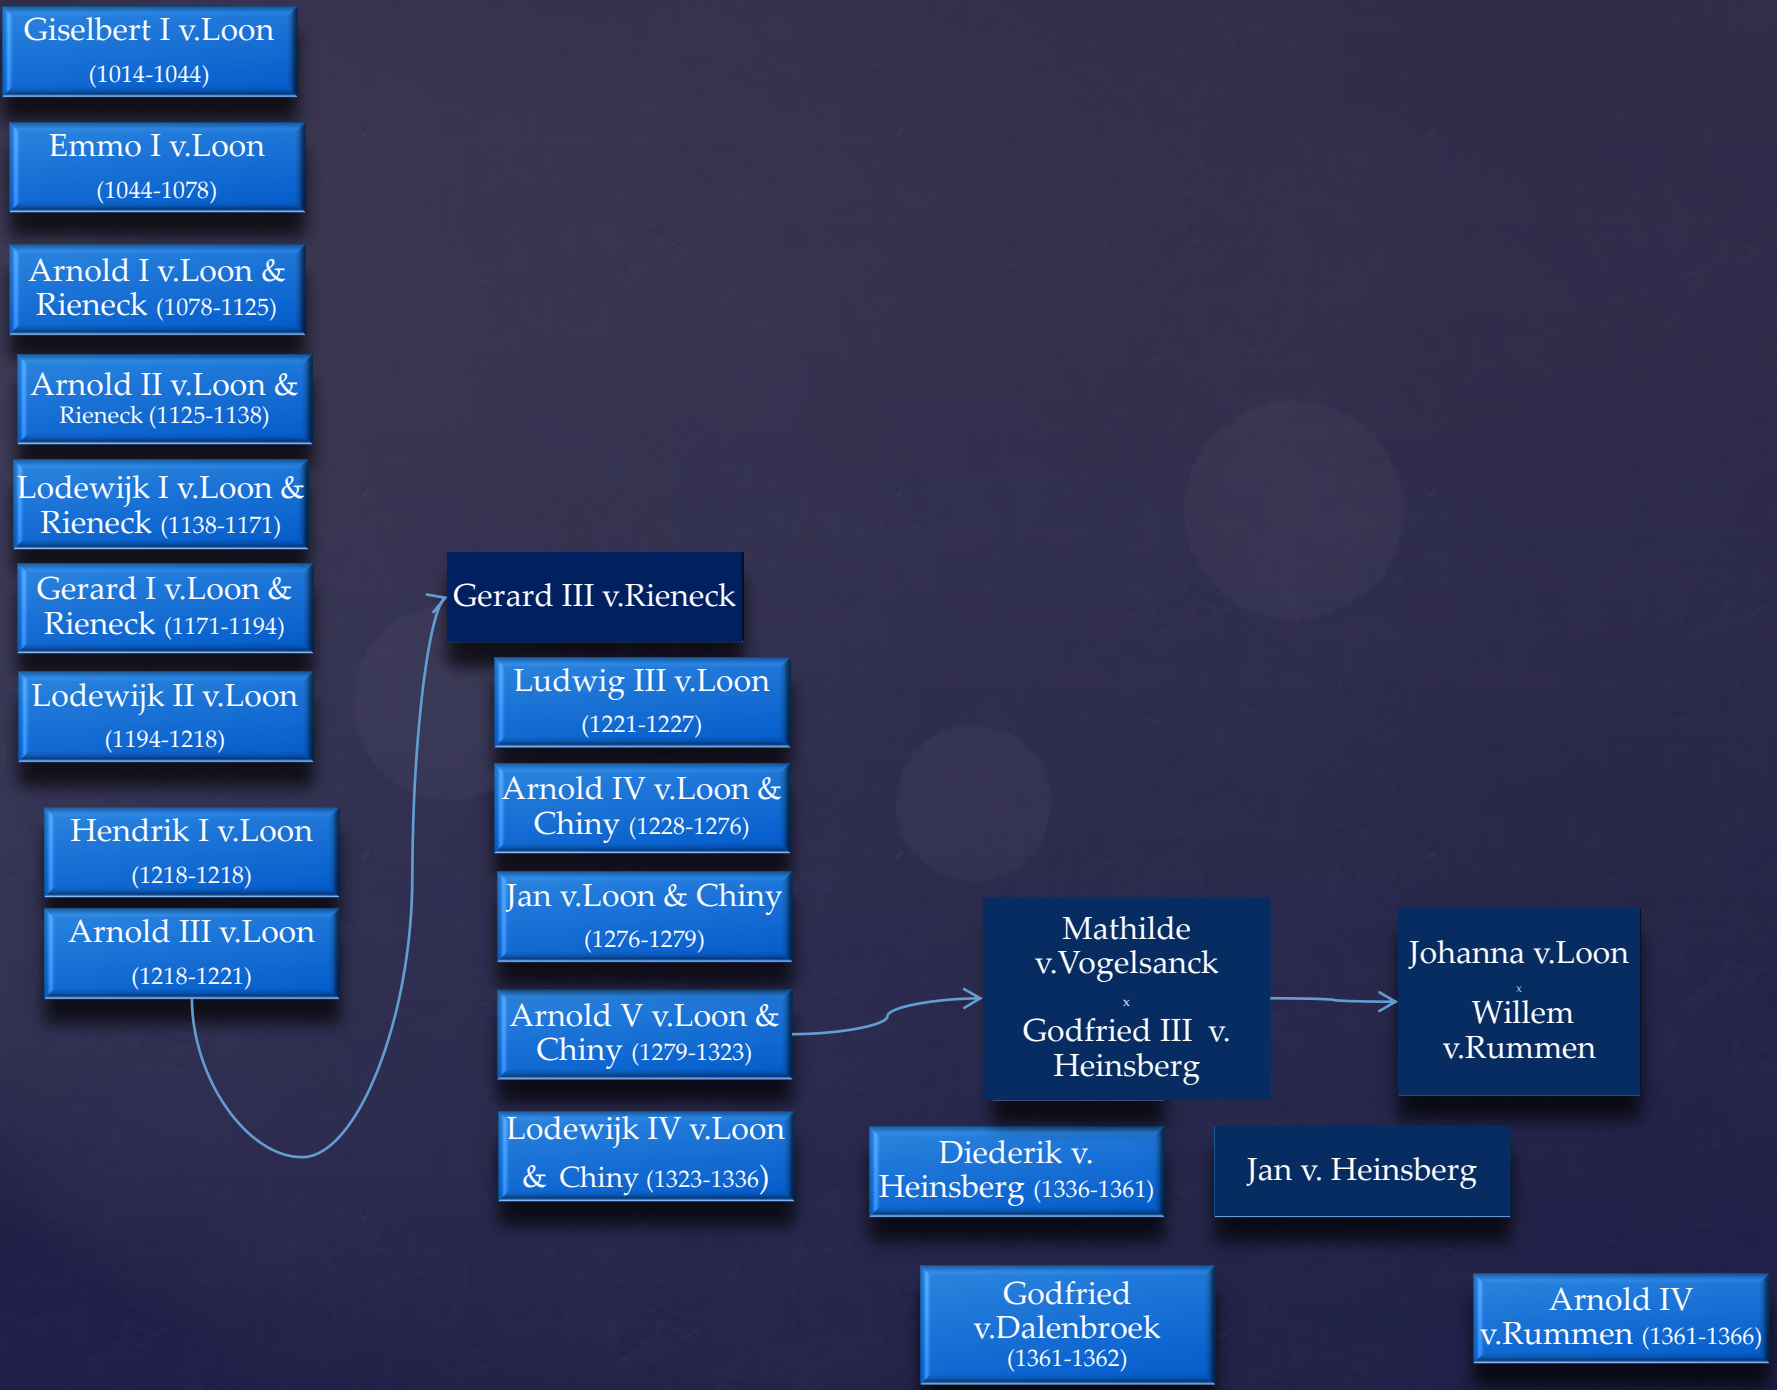 Giselbert I v.Loon
(1014-1044)
Emmo I v.Loon
(1044-1078)
Arnold I v.Loon &
Rieneck (1078-1125)
Arnold II v.Loon &
Rieneck (1125-1138)
Lodewijk I v.Loon &
Rieneck (1138-1171)
Gerard I v.Loon &
Rieneck (1171-1194)
Lodewijk II v.Loon
(1194-1218)
Hendrik I v.Loon
(1218-1218)
Arnold III v.Loon
(1218-1221)
Gerard III v.Rieneck
Ludwig III v.Loon
(1221-1227)
Arnold IV v.Loon &
Chiny (1228-1276)
Jan v.Loon & Chiny
(1276-1279)
Arnold V v.Loon &
Chiny (1279-1323)
Lodewijk IV v.Loon
& Chiny (1323-1336)
Mathilde
v.Vogelsanck
x
Godfried III v.
Heinsberg
Johanna v.Loon
x
Willem
v.Rummen
Diederik v.
Heinsberg (1336-1361)
Jan v. Heinsberg
Godfried
v.Dalenbroek
(1361-1362)
Arnold IV
v.Rummen (1361-1366)